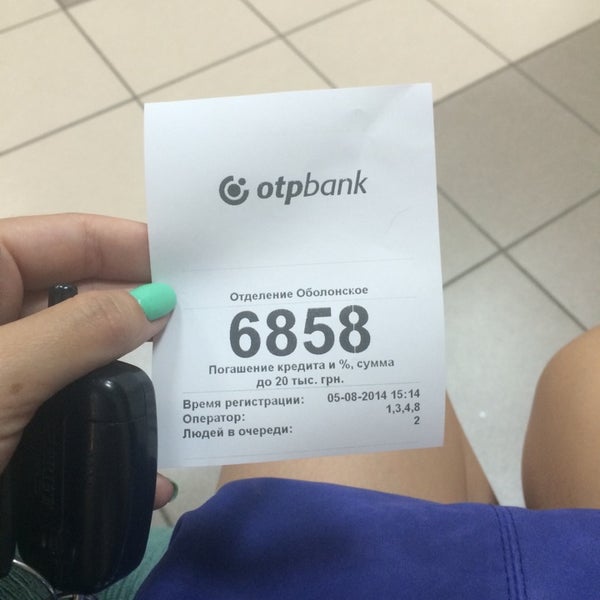 otpbank
Отделение Оболонское
6858
Погашение кредита и %, сумма
до 20 тыс. грн.
Время регистрации: 05-08-2014 15:14
Оператор: 1,3,4,8
Людей в очереди: 2